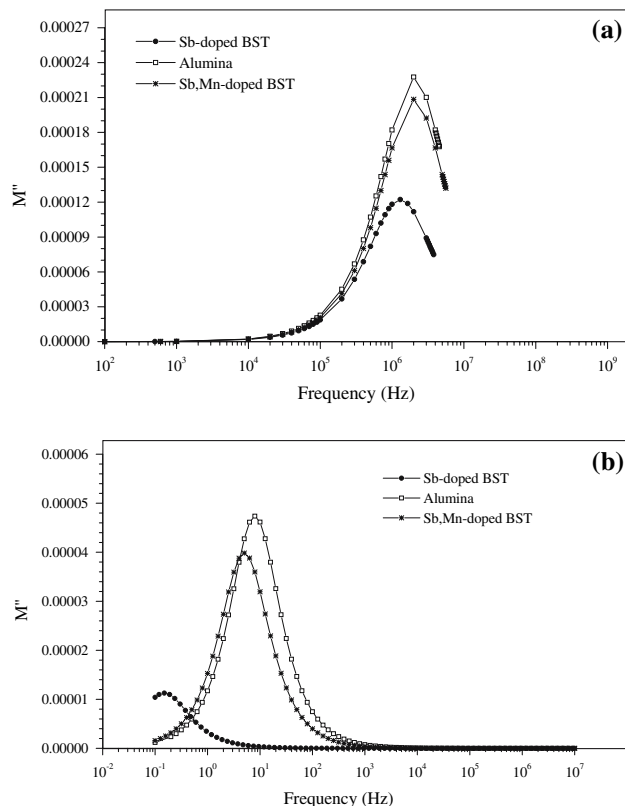 (a)
Sb-doped BST
Alumina
Sb,Mn-doped BST
0.00027
0.00024
0.00021
0.00018
0.00015
0.00012
0.00009
0.00006
0.00003
0.00000
M"
10² 10³ 10⁴ 10⁵ 10⁶ 10⁷ 10⁸ 10⁹
Frequency (Hz)
(b)
Sb-doped BST
Alumina
Sb,Mn-doped BST
0.00006
0.00005
0.00004
0.00003
0.00002
0.00001
0.00000
M"
10⁻² 10⁻¹ 10⁰ 10¹ 10² 10³ 10⁴ 10⁵ 10⁶ 10⁷
Frequency (Hz)